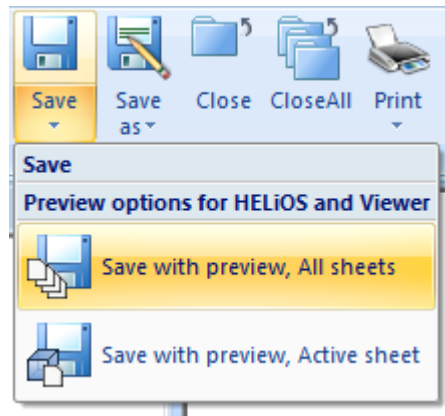 Save
Save as
Close
CloseAll
Print
Save
Preview options for HELiOS and Viewer
Save with preview, All sheets
Save with preview, Active sheet